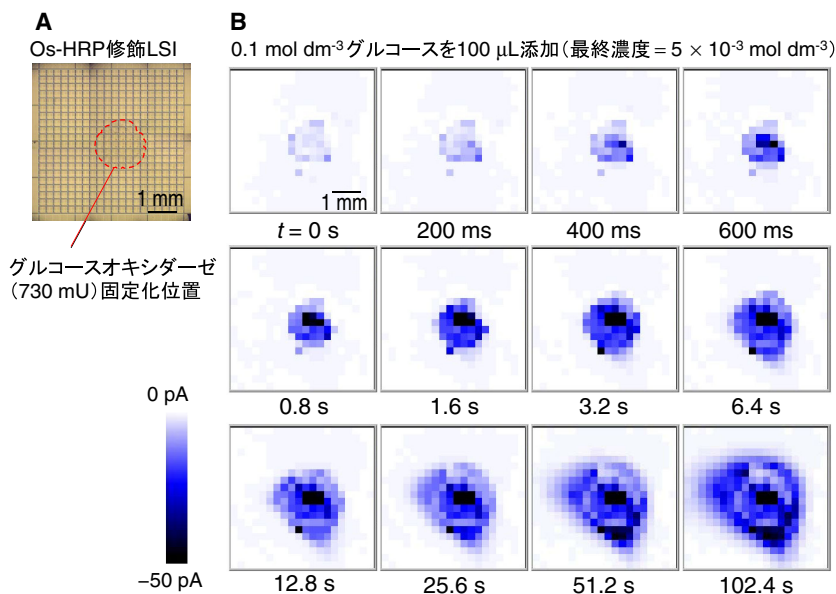 A
Os-HRP修飾LSI
1 mm
グルコースオキシダーゼ
(730 mU)固定化位置
0 pA
−50 pA
B
0.1 mol dm-3グルコースを100 μL添加(最終濃度 = 5 × 10-3 mol dm-3)
1 mm
t = 0 s
200 ms
400 ms
600 ms
0.8 s
1.6 s
3.2 s
6.4 s
12.8 s
25.6 s
51.2 s
102.4 s